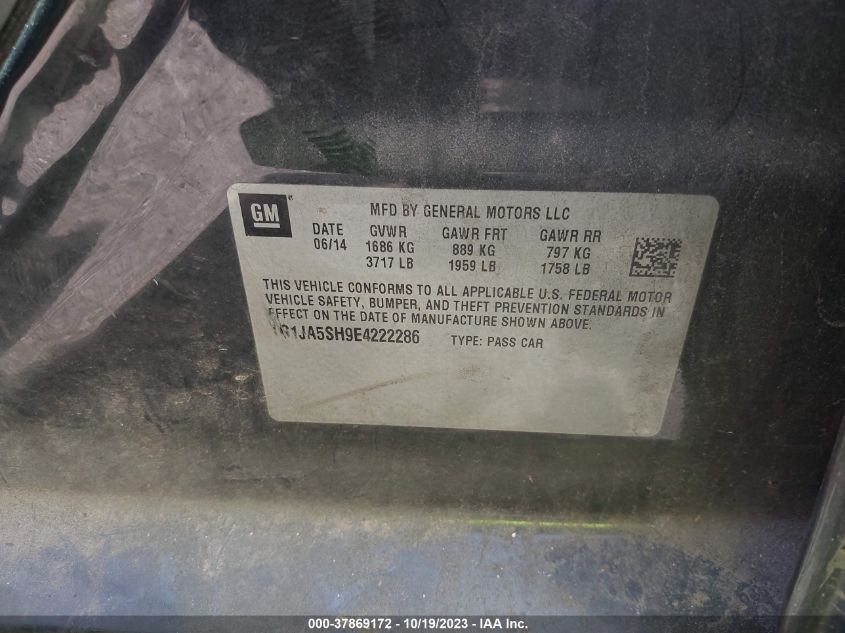 GM
MFD BY GENERAL MOTORS LLC
DATE GVWR GAWR FRT GAWR RR
06/14 1686 KG 889 KG 797 KG
3717 LB 1959 LB 1758 LB
THIS VEHICLE CONFORMS TO ALL APPLICABLE U.S. FEDERAL MOTOR
VEHICLE SAFETY, BUMPER, AND THEFT PREVENTION STANDARDS IN
EFFECT ON THE DATE OF MANUFACTURE SHOWN ABOVE.
1G1JA5SH9E4222286 TYPE: PASS CAR
000-37869172 - 10/19/2023 - IAA Inc.